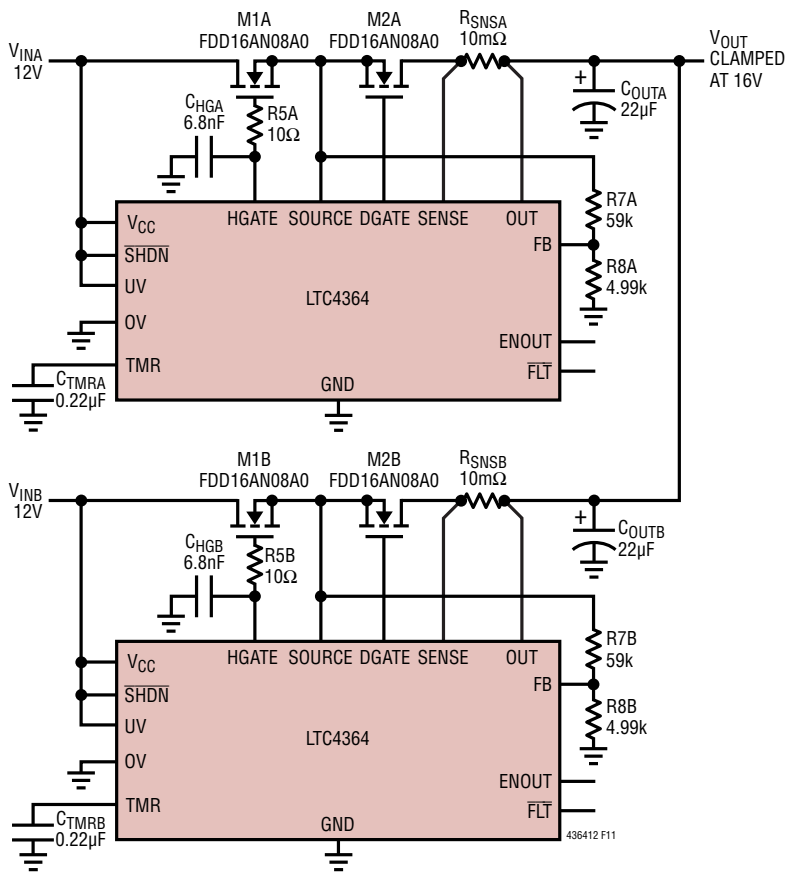 M1A
FDD16AN08A0
M2A
FDD16AN08A0
RSNSA
10mΩ
VINA
12V
VOUT
CLAMPED
AT 16V
CHGA
6.8nF
R5A
10Ω
+
COUTA
22µF
HGATE SOURCE DGATE SENSE OUT
VCC
SHDN
UV
OV
TMR
LTC4364
FB
R7A
59k
R8A
4.99k
ENOUT
FLT
GND
CTMRA
0.22µF
M1B
FDD16AN08A0
M2B
FDD16AN08A0
RSNSB
10mΩ
VINB
12V
CHGB
6.8nF
R5B
10Ω
+
COUTB
22µF
HGATE SOURCE DGATE SENSE OUT
VCC
SHDN
UV
OV
TMR
LTC4364
FB
R7B
59k
R8B
4.99k
ENOUT
FLT
GND
CTMRB
0.22µF
436412 F11